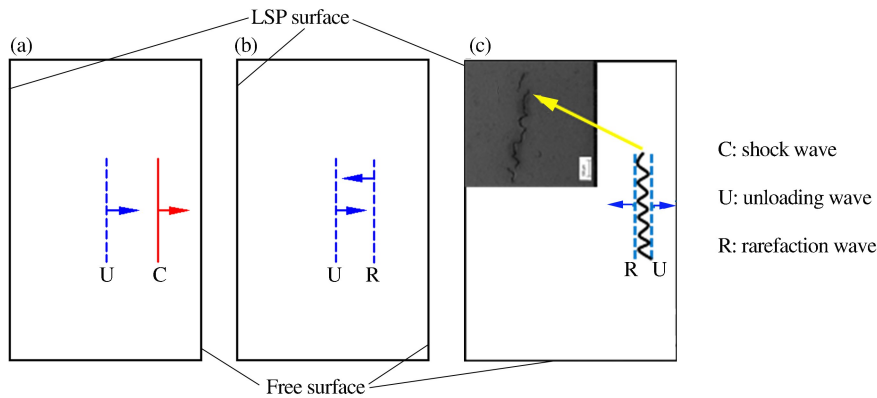 LSP surface
(a)
(b)
(c)
C: shock wave
U: unloading wave
R: rarefaction wave
U
C
U
R
R
U
Free surface